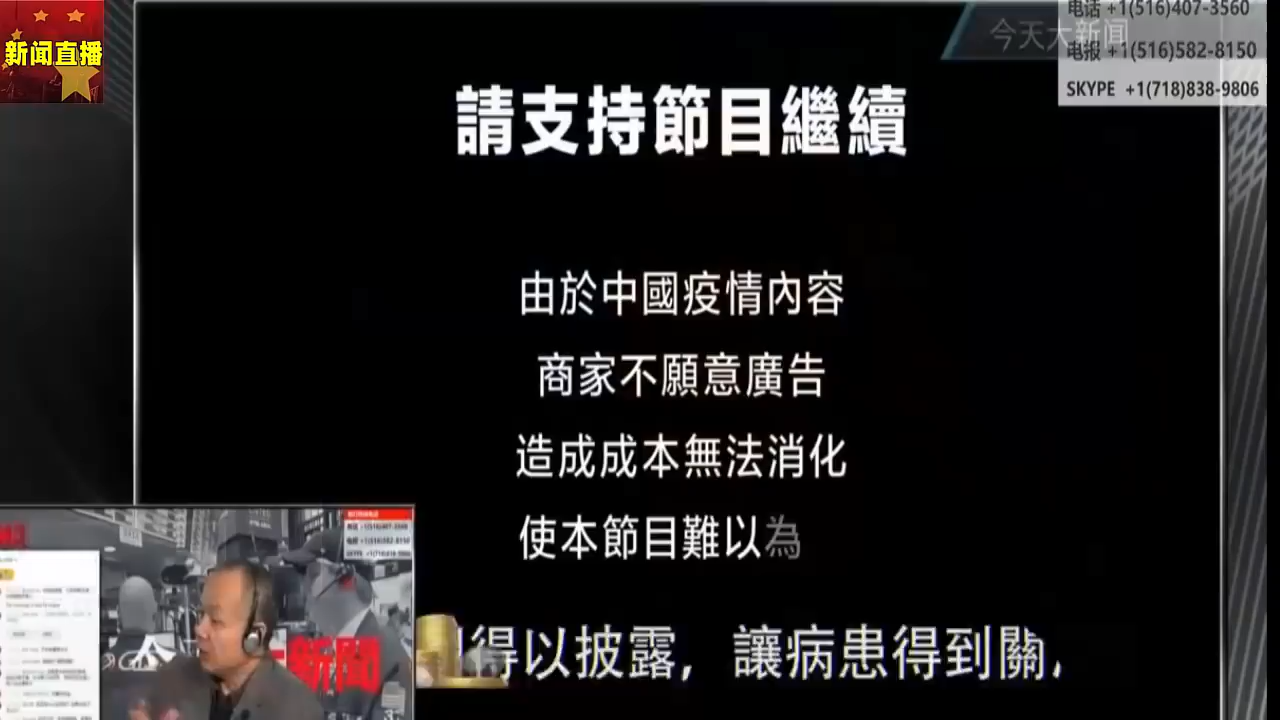 新闻直播
今天大新闻
电话 +1(516)407-3560
电报 +1(516)582-8150
SKYPE +1(718)838-9806
請支持節目繼續
由於中國疫情內容
商家不願意廣告
造成成本無法消化
使本節目難以為
得以披露，讓病患得到關，
今
新聞